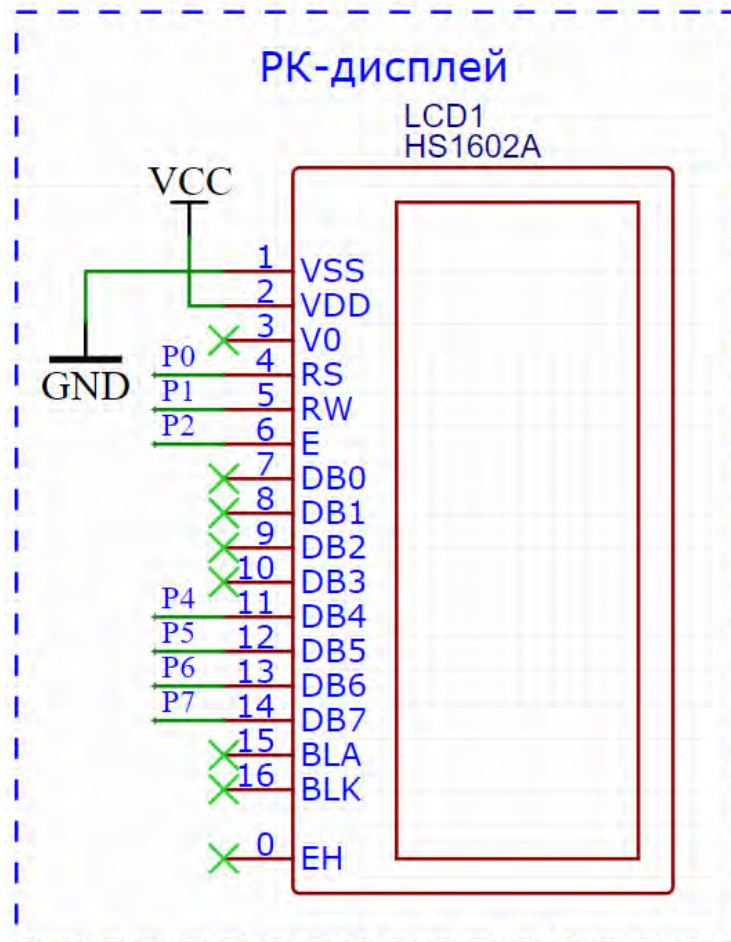 РК-дисплей
LCD1
HS1602A
VCC
GND
1 VSS
2 VDD
3 V0
P0 4 RS
P1 5 RW
P2 6 E
7 DB0
8 DB1
9 DB2
10 DB3
P4 11 DB4
P5 12 DB5
P6 13 DB6
P7 14 DB7
15 BLA
16 BLK
0 EH